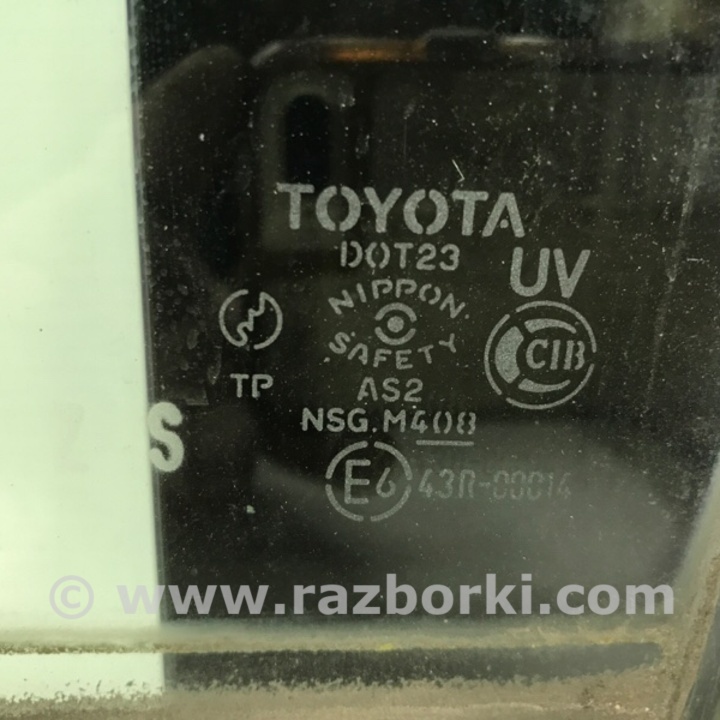 TOYOTA
DOT23
UV
NIPPON
SAFETY
CIB
TP
AS2
NSG.M408
S
E6 43R-00014
© www.razborki.com